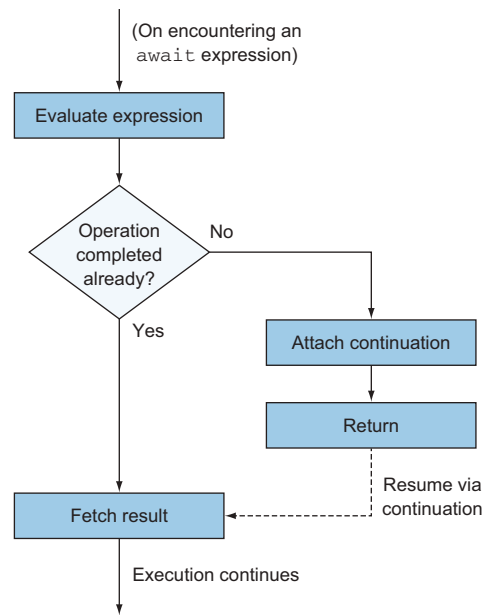 (On encountering an
await expression)
Evaluate expression
Operation
completed
already?
No
Yes
Attach continuation
Return
Resume via
continuation
Fetch result
Execution continues